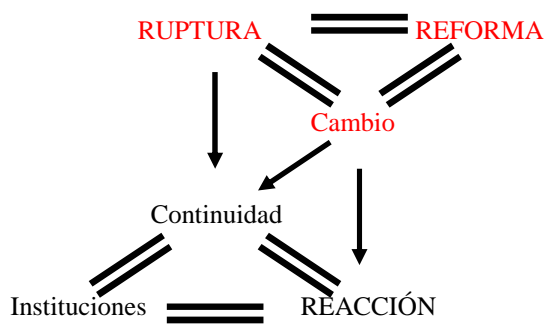 RUPTURA REFORMA
Cambio
Continuidad
Instituciones REACCIÓN